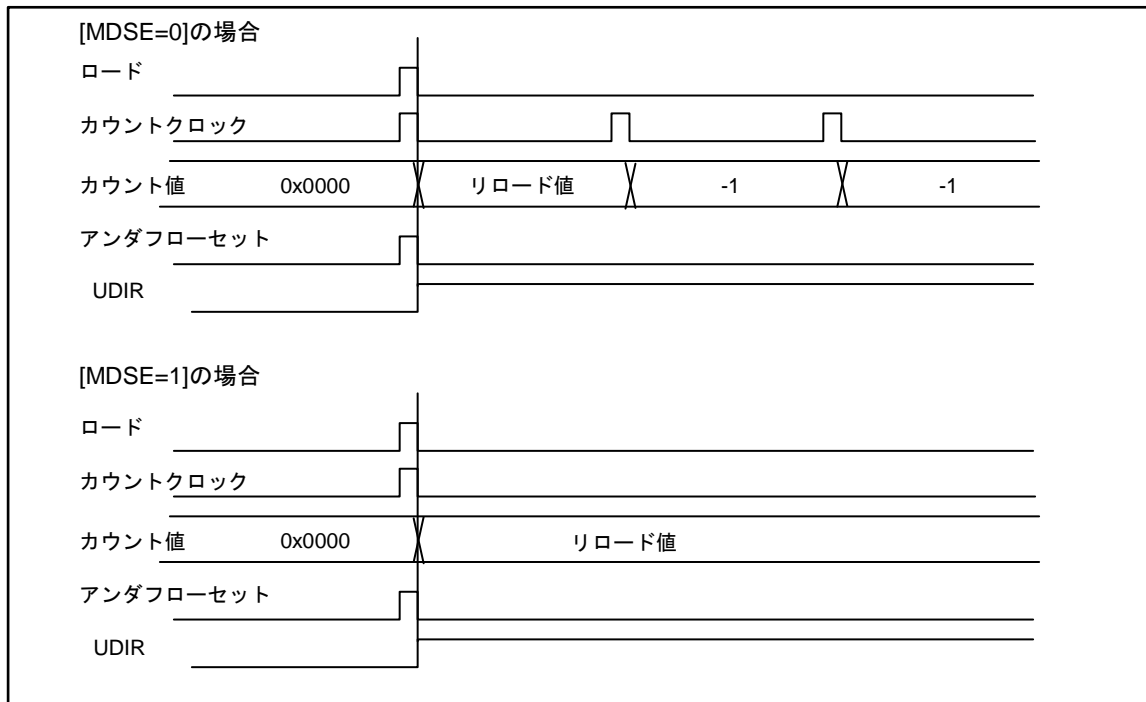 [MDSE=0]の場合
ロード
カウントクロック
カウント値 0x0000 リロード値 -1 -1
アンダフローセット
UDIR
[MDSE=1]の場合
ロード
カウントクロック
カウント値 0x0000 リロード値
アンダフローセット
UDIR